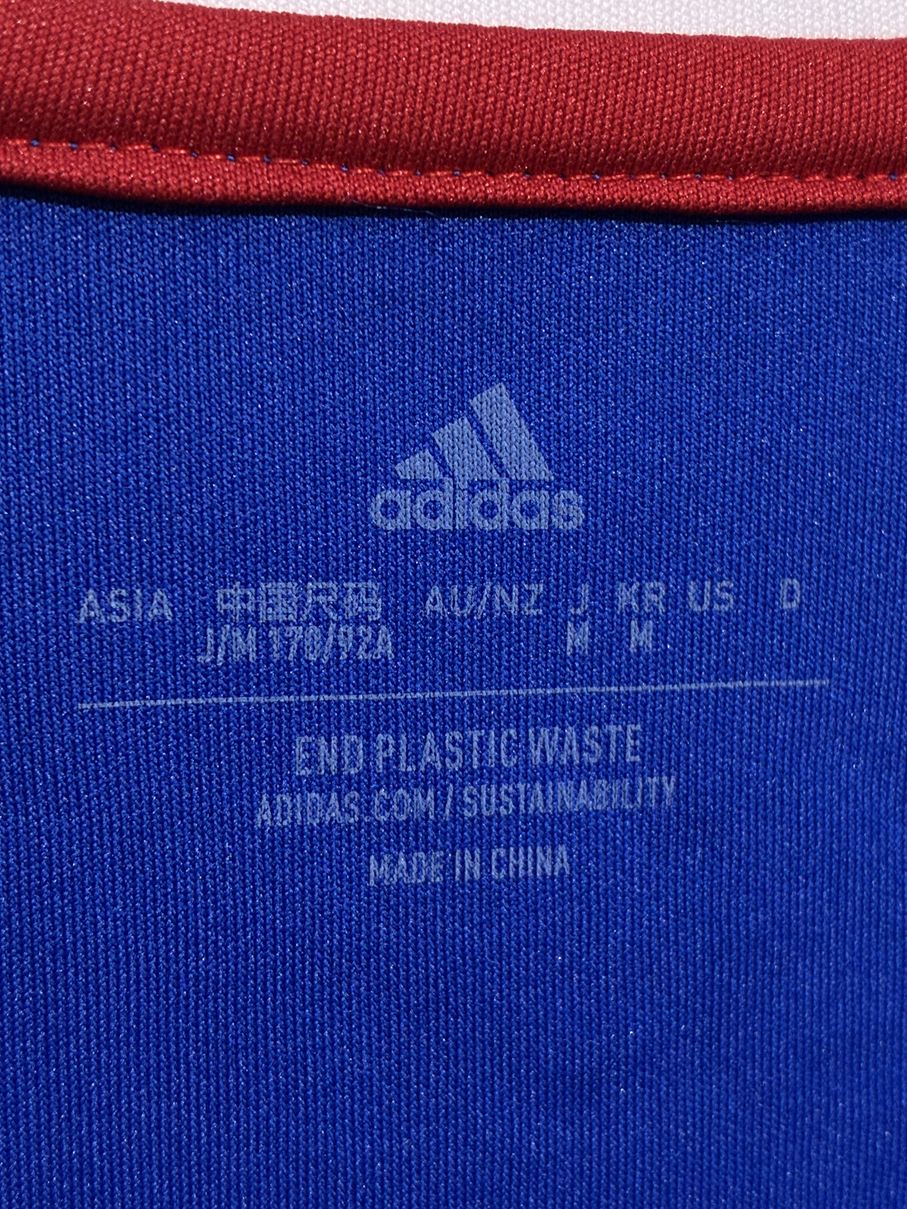 adidas
ASIA 中国尺码 AU/NZ J KR US D
J/M 170/92A M M
END PLASTIC WASTE
ADIDAS.COM/SUSTAINABILITY
MADE IN CHINA